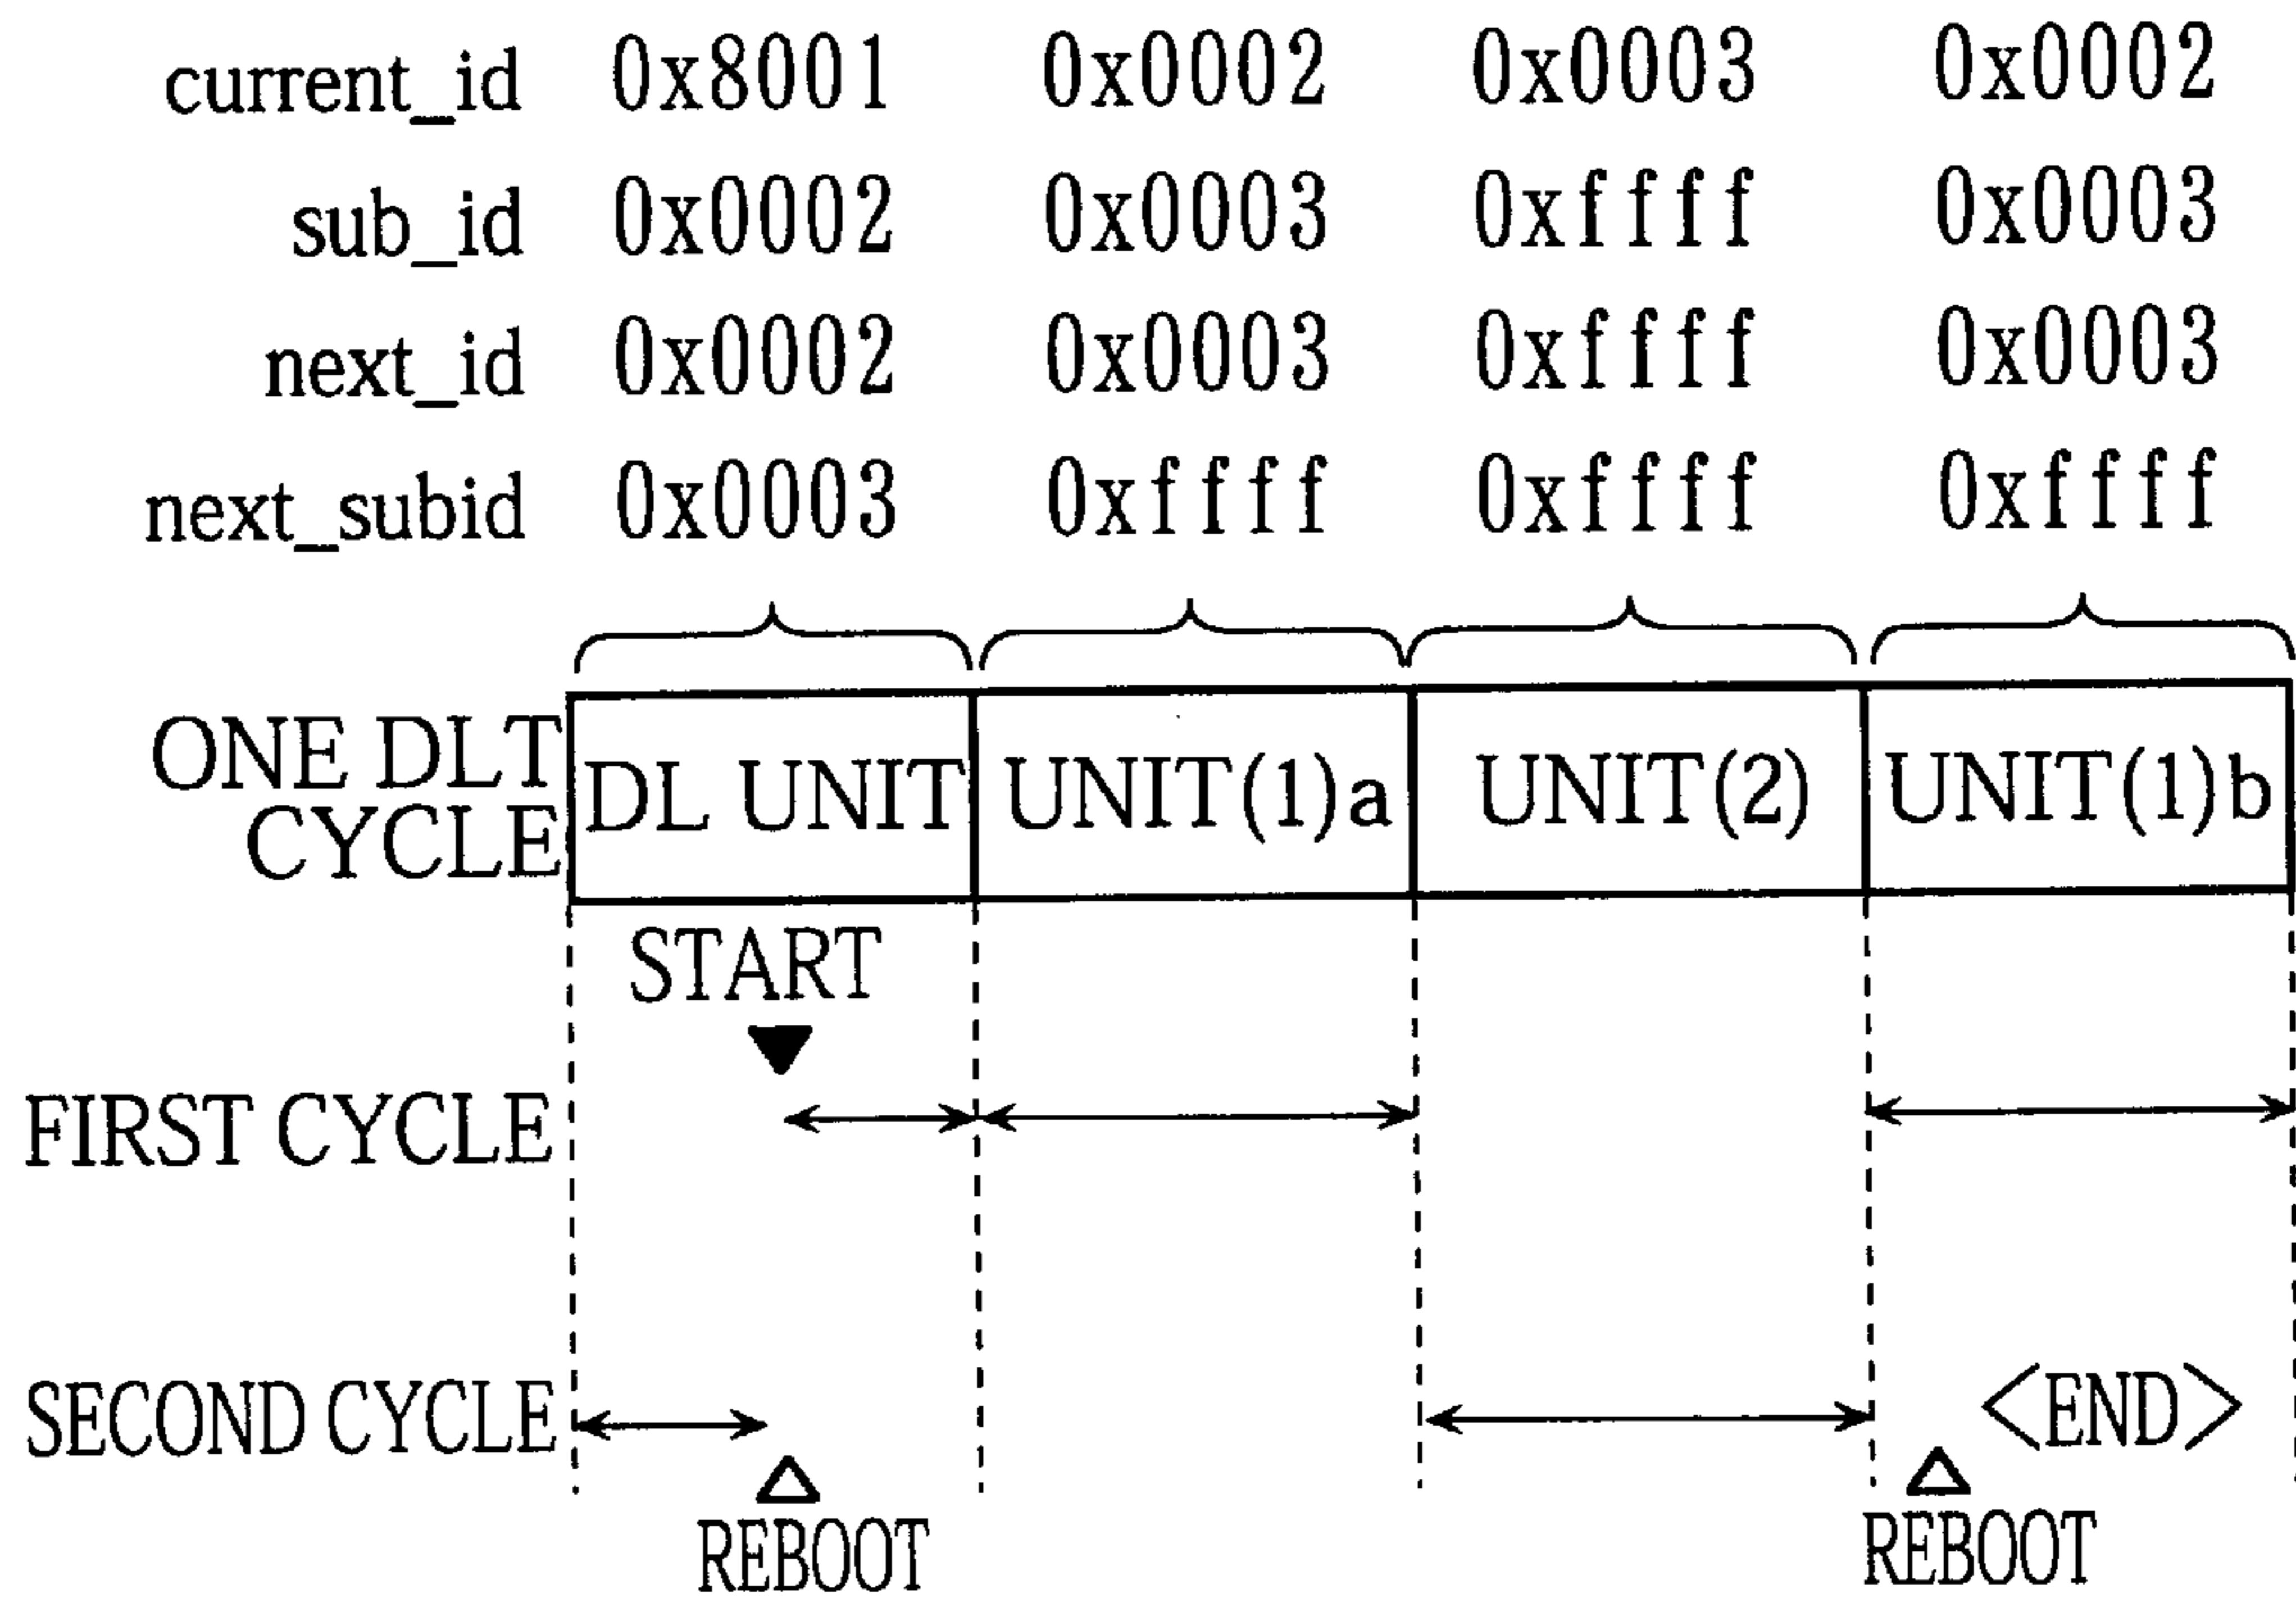 current_id 0x8001 0x0002 0x0003 0x0002
sub_id 0x0002 0x0003 0xffff 0x0003
next_id 0x0002 0x0003 0xffff 0x0003
next_subid 0x0003 0xffff 0xffff 0xffff
ONE DLT
CYCLE
DL UNIT UNIT(1)a UNIT(2) UNIT(1)b
START
FIRST CYCLE
SECOND CYCLE <END>
REBOOT REBOOT